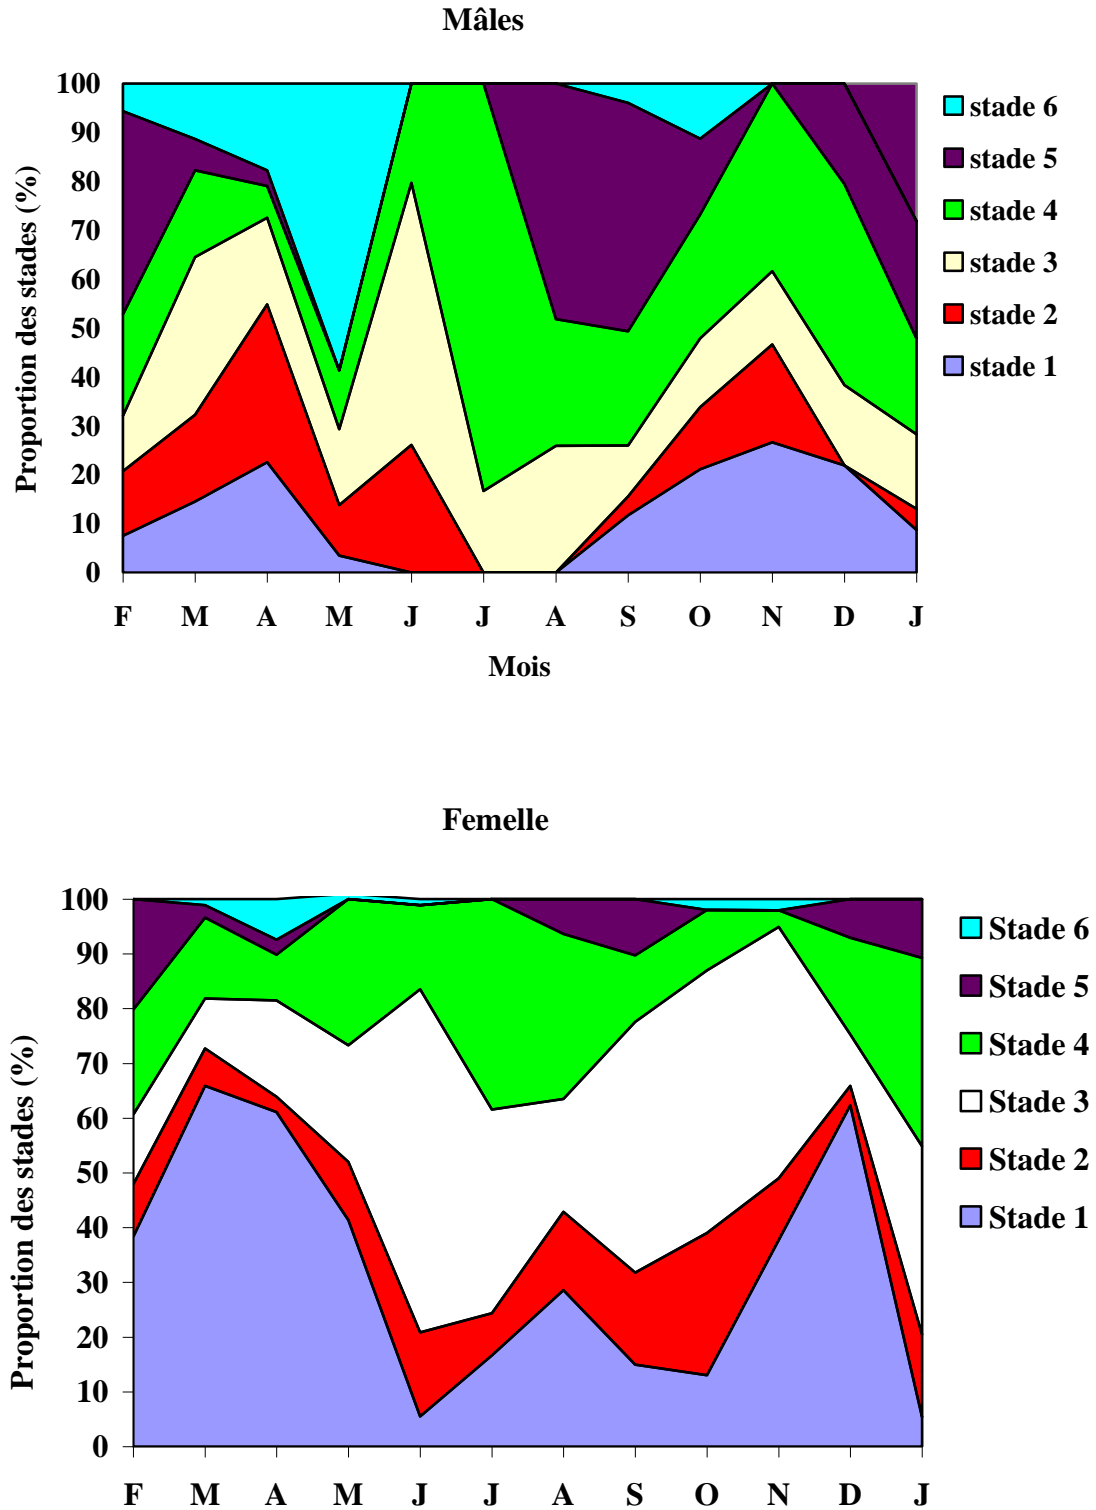 Mâles
100
90
80
70
60
50
40
30
20
10
0
Proportion des stades (%)
F M A M J J A S O N D J
Mois
stade 6
stade 5
stade 4
stade 3
stade 2
stade 1
Femelle
100
90
80
70
60
50
40
30
20
10
0
Proportion des stades (%)
F M A M J J A S O N D J
Stade 6
Stade 5
Stade 4
Stade 3
Stade 2
Stade 1